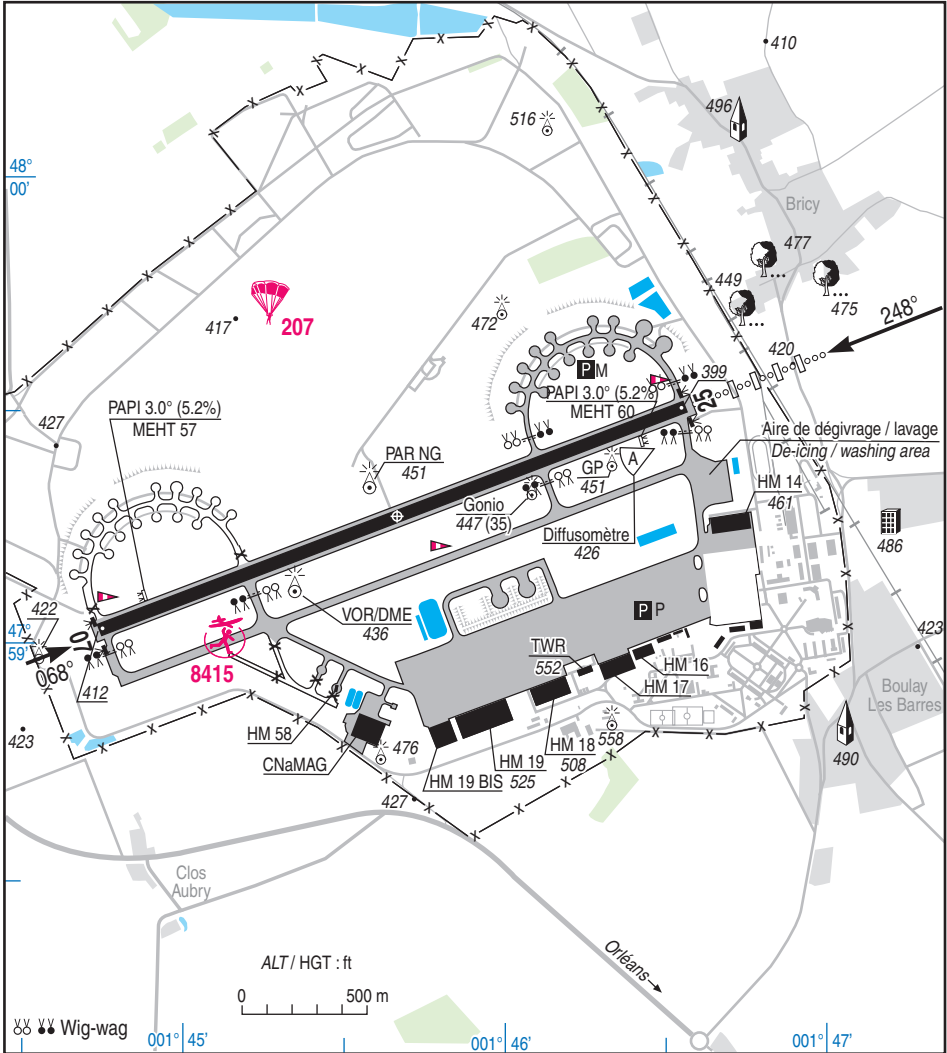 410
496
516
48°
00'
Bricy
477
449
475
207
417
472
248°
420
P M
399
PAPI 3.0° (5.2%)
MEHT 57
PAPI 3.0° (5.2%)
MEHT 60
25
427
Aire de dégivrage / lavage
De-icing / washing area
PAR NG
451
GP
451
A
HM 14
461
Gonio
447 (35)
Diffusomètre
426
486
422
VOR/DME
436
P P
47°
59'
07
068°
412
8415
TWR
552
HM 16
HM 17
423
Boulay
Les Barres
423
HM 58
CNaMAG
476
HM 18
508
558
HM 19
525
HM 19 BIS
490
427
Clos
Aubry
Orléans
ALT / HGT : ft
0 500 m
Wig-wag
001° 45'
001° 46'
001° 47'